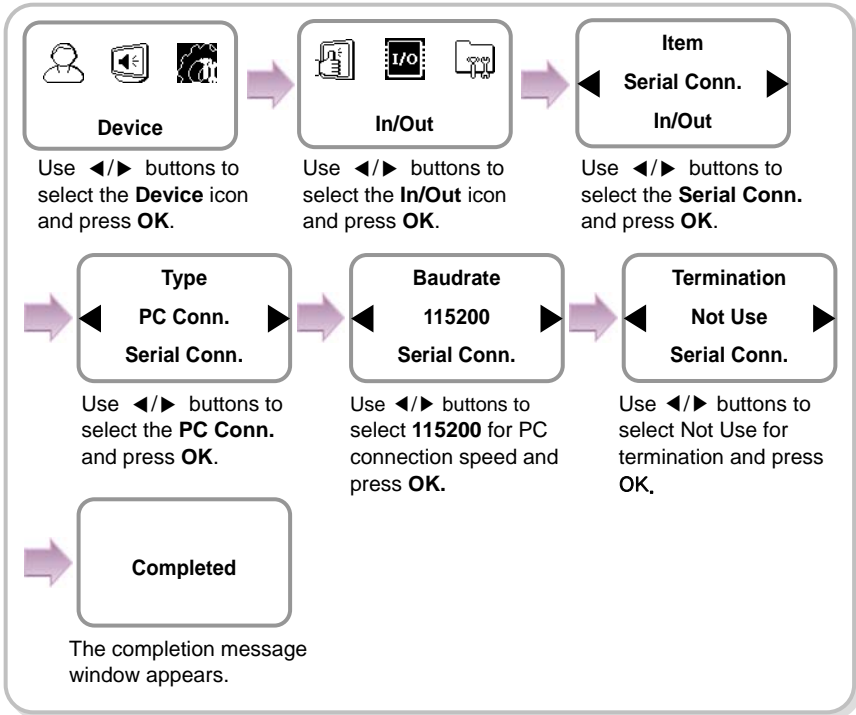 Device
Use ◀/▶ buttons to
select the Device icon
and press OK.
I/O
In/Out
Use ◀/▶ buttons to
select the In/Out icon
and press OK.
Item
◀ Serial Conn. ▶
In/Out
Use ◀/▶ buttons to
select the Serial Conn.
and press OK.
Type
◀ PC Conn. ▶
Serial Conn.
Use ◀/▶ buttons to
select the PC Conn.
and press OK.
Baudrate
◀ 115200 ▶
Serial Conn.
Use ◀/▶ buttons to
select 115200 for PC
connection speed and
press OK.
Termination
◀ Not Use ▶
Serial Conn.
Use ◀/▶ buttons to
select Not Use for
termination and press
OK.
Completed
The completion message
window appears.